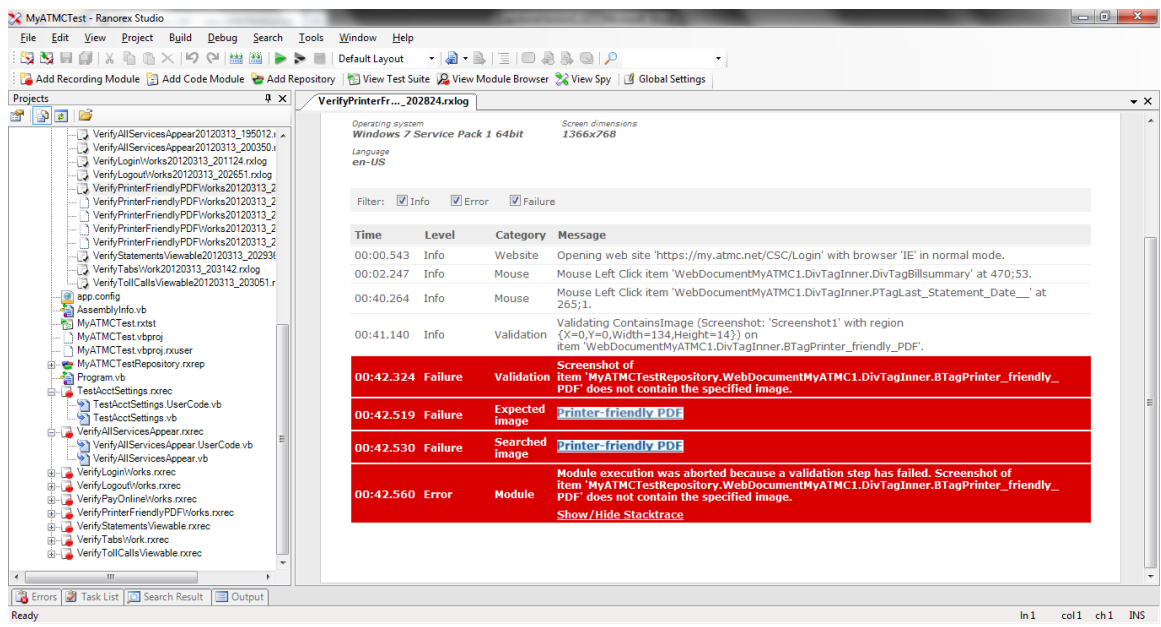 MyATMCTest - Ranorex Studio
File Edit View Project Build Debug Search Tools Window Help
Default Layout
Add Recording Module Add Code Module Add Repository View Test Suite View Module Browser View Spy Global Settings
Projects
VerifyPrinterFr..._202824.rxlog
VerifyAllServicesAppear20120313_195012.r
VerifyAllServicesAppear20120313_200350.r
VerifyLoginWorks20120313_201124.rxlog
VerifyLogoutWorks20120313_202651.rxlog
VerifyPrinterFriendlyPDFWorks20120313_2
VerifyPrinterFriendlyPDFWorks20120313_2
VerifyPrinterFriendlyPDFWorks20120313_2
VerifyPrinterFriendlyPDFWorks20120313_2
VerifyPrinterFriendlyPDFWorks20120313_2
VerifyStatementsViewable20120313_20293
VerifyTabsWork20120313_203142.rxlog
VerifyTollCallsViewable20120313_203051.r
app.config
AssemblyInfo.vb
MyATMCTest.rxtst
MyATMCTest.vbproj
MyATMCTest.vbproj.rxuser
MyATMCTestRepository.rxrep
Program.vb
TestAcctSettings.rxrec
TestAcctSettings.UserCode.vb
TestAcctSettings.vb
VerifyAllServicesAppear.rxrec
VerifyAllServicesAppear.UserCode.vb
VerifyAllServicesAppear.vb
VerifyLoginWorks.rxrec
VerifyLogoutWorks.rxrec
VerifyPayOnlineWorks.rxrec
VerifyPrinterFriendlyPDFWorks.rxrec
VerifyStatementsViewable.rxrec
VerifyTabsWork.rxrec
VerifyTollCallsViewable.rxrec
Operating system Screen dimensions
Windows 7 Service Pack 1 64bit 1366x768
Language
en-US
Filter: Info Error Failure
Time Level Category Message
00:00.543 Info Website Opening web site 'https://my.atmc.net/CSC/Login' with browser 'IE' in normal mode.
00:02.247 Info Mouse Mouse Left Click item 'WebDocumentMyATMC1.DivTagInner.DivTagBillsummary' at 470;53.
00:40.264 Info Mouse Mouse Left Click item 'WebDocumentMyATMC1.DivTagInner.PTagLast_Statement_Date__' at
265;1.
00:41.140 Info Validation Validating ContainsImage (Screenshot: 'Screenshot1' with region
{X=0,Y=0,Width=134,Height=14}) on
item 'WebDocumentMyATMC1.DivTagInner.BTagPrinter_friendly_PDF'.
00:42.324 Failure Validation Screenshot of
item 'MyATMCTestRepository.WebDocumentMyATMC1.DivTagInner.BTagPrinter_friendly_
PDF' does not contain the specified image.
00:42.519 Failure Expected
image Printer-friendly PDF
00:42.530 Failure Searched
image Printer-friendly PDF
00:42.560 Error Module Module execution was aborted because a validation step has failed. Screenshot of
item 'MyATMCTestRepository.WebDocumentMyATMC1.DivTagInner.BTagPrinter_friendly_
PDF' does not contain the specified image.
Show/Hide Stacktrace
Errors Task List Search Result Output
Ready ln 1 col 1 ch 1 INS